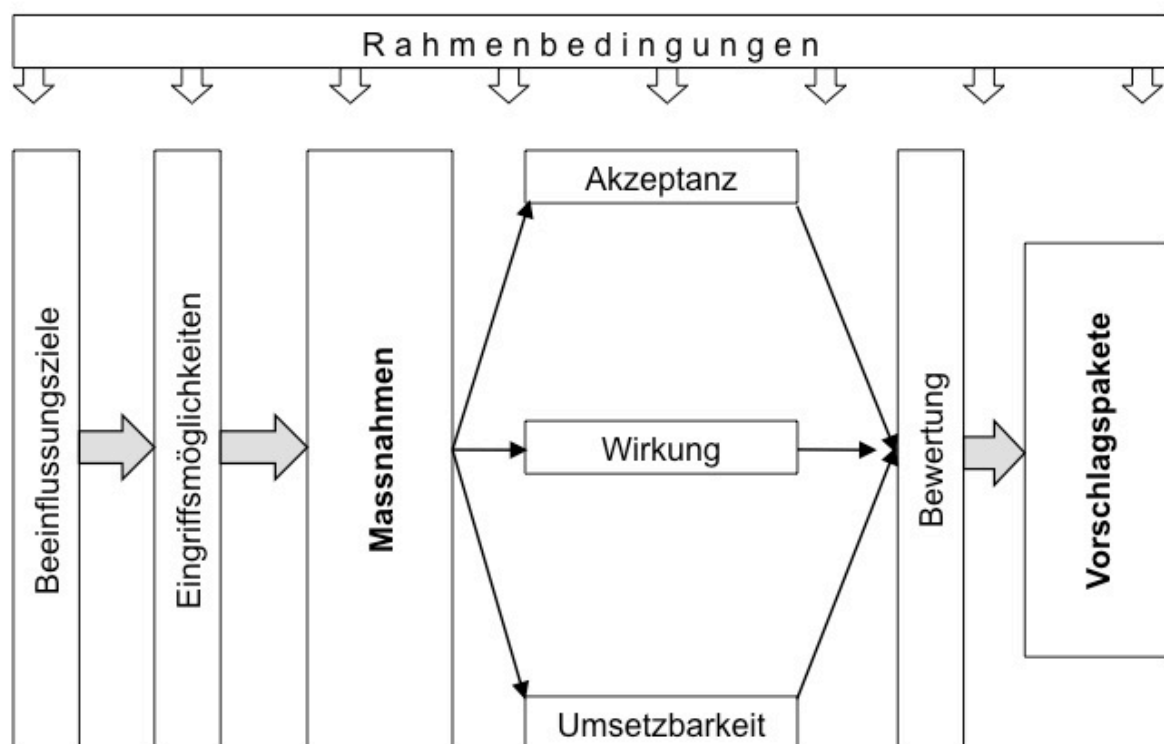 Rahmenbedingungen
Beeinflussungsziele
Eingriffsmöglichkeiten
Massnahmen
Akzeptanz
Wirkung
Umsetzbarkeit
Bewertung
Vorschlagspakete